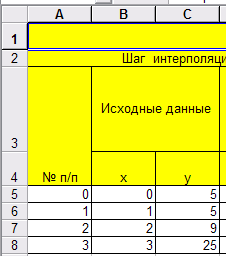 A B C
1
2 Шаг интерполяц
3 Исходные данные
4 № п/п x y
5 0 0 5
6 1 1 5
7 2 2 9
8 3 3 25